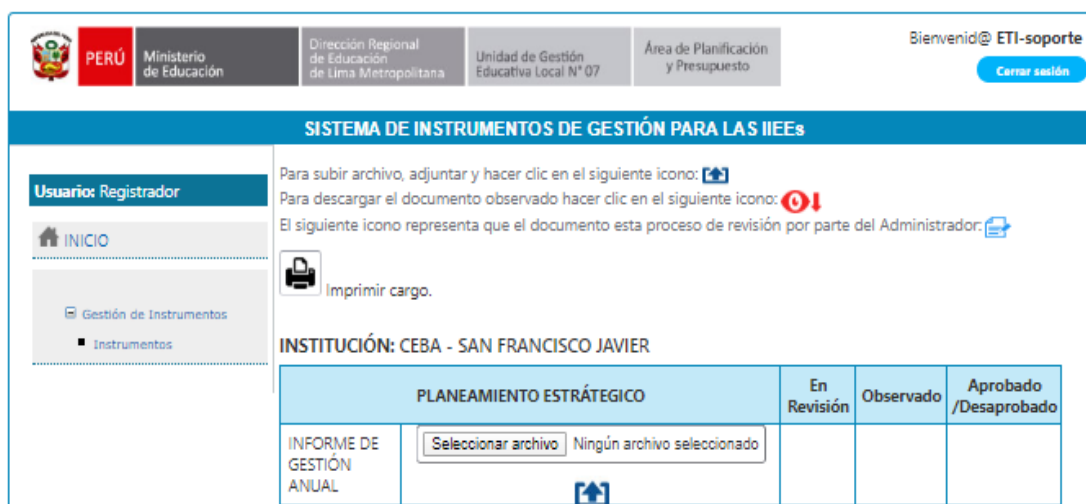 PERÚ
Ministerio
de Educación
Dirección Regional
de Educación
de Lima Metropolitana
Unidad de Gestión
Educativa Local N° 07
Área de Planificación
y Presupuesto
Bienvenid@ ETI-soporte
Cerrar sesión
SISTEMA DE INSTRUMENTOS DE GESTIÓN PARA LAS IIEEs
Usuario: Registrador
INICIO
Gestión de Instrumentos
Instrumentos
Para subir archivo, adjuntar y hacer clic en el siguiente icono:
Para descargar el documento observado hacer clic en el siguiente icono:
El siguiente icono representa que el documento esta proceso de revisión por parte del Administrador:
Imprimir cargo.
INSTITUCIÓN: CEBA - SAN FRANCISCO JAVIER
PLANEAMIENTO ESTRÁTEGICO
En
Revisión
Observado
Aprobado
/Desaprobado
INFORME DE
GESTIÓN
ANUAL
Seleccionar archivo Ningún archivo seleccionado